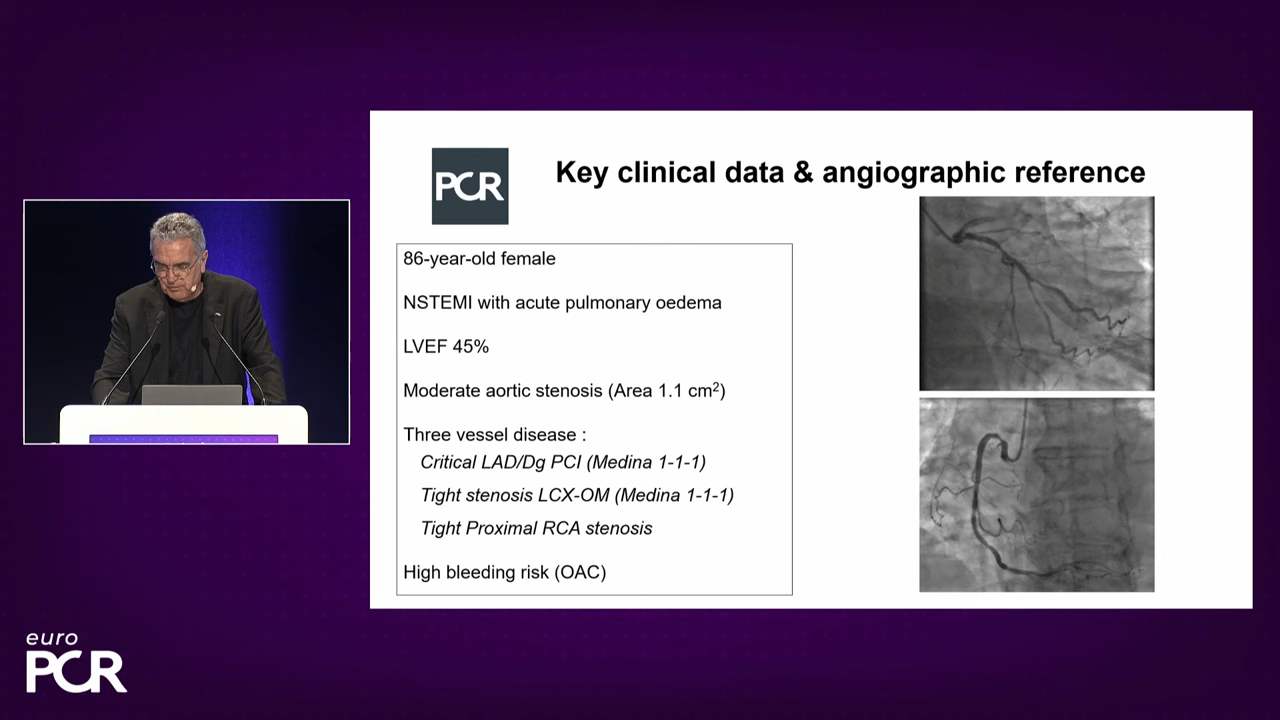 PCR
Key clinical data & angiographic reference
86-year-old female
NSTEMI with acute pulmonary oedema
LVEF 45%
Moderate aortic stenosis (Area 1.1 cm²)
Three vessel disease :
Critical LAD/Dg PCI (Medina 1-1-1)
Tight stenosis LCX-OM (Medina 1-1-1)
Tight Proximal RCA stenosis
High bleeding risk (OAC)
euro
PCR